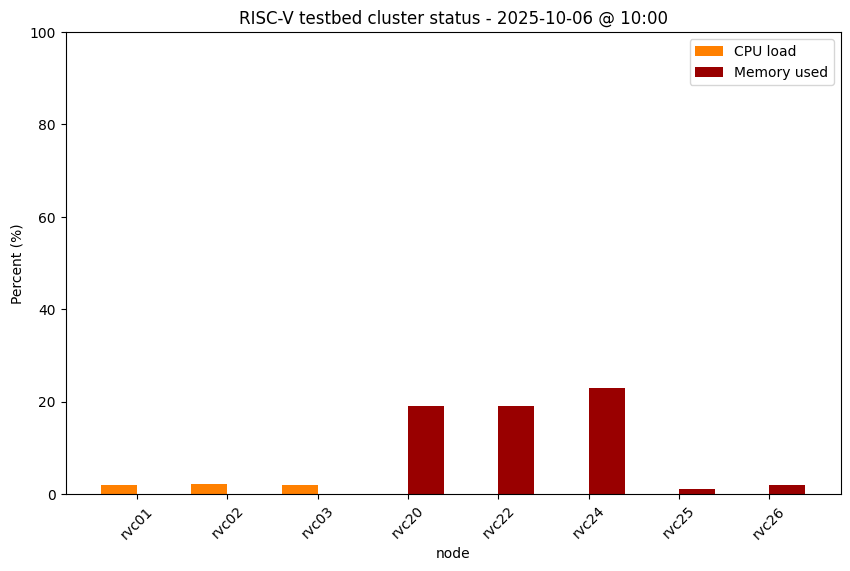 RISC-V testbed cluster status - 2025-10-06 @ 10:00
CPU load
Memory used
Percent (%)
100
80
60
40
20
0
rvc01 rvc02 rvc03 rvc20 rvc22 rvc24 rvc25 rvc26
node